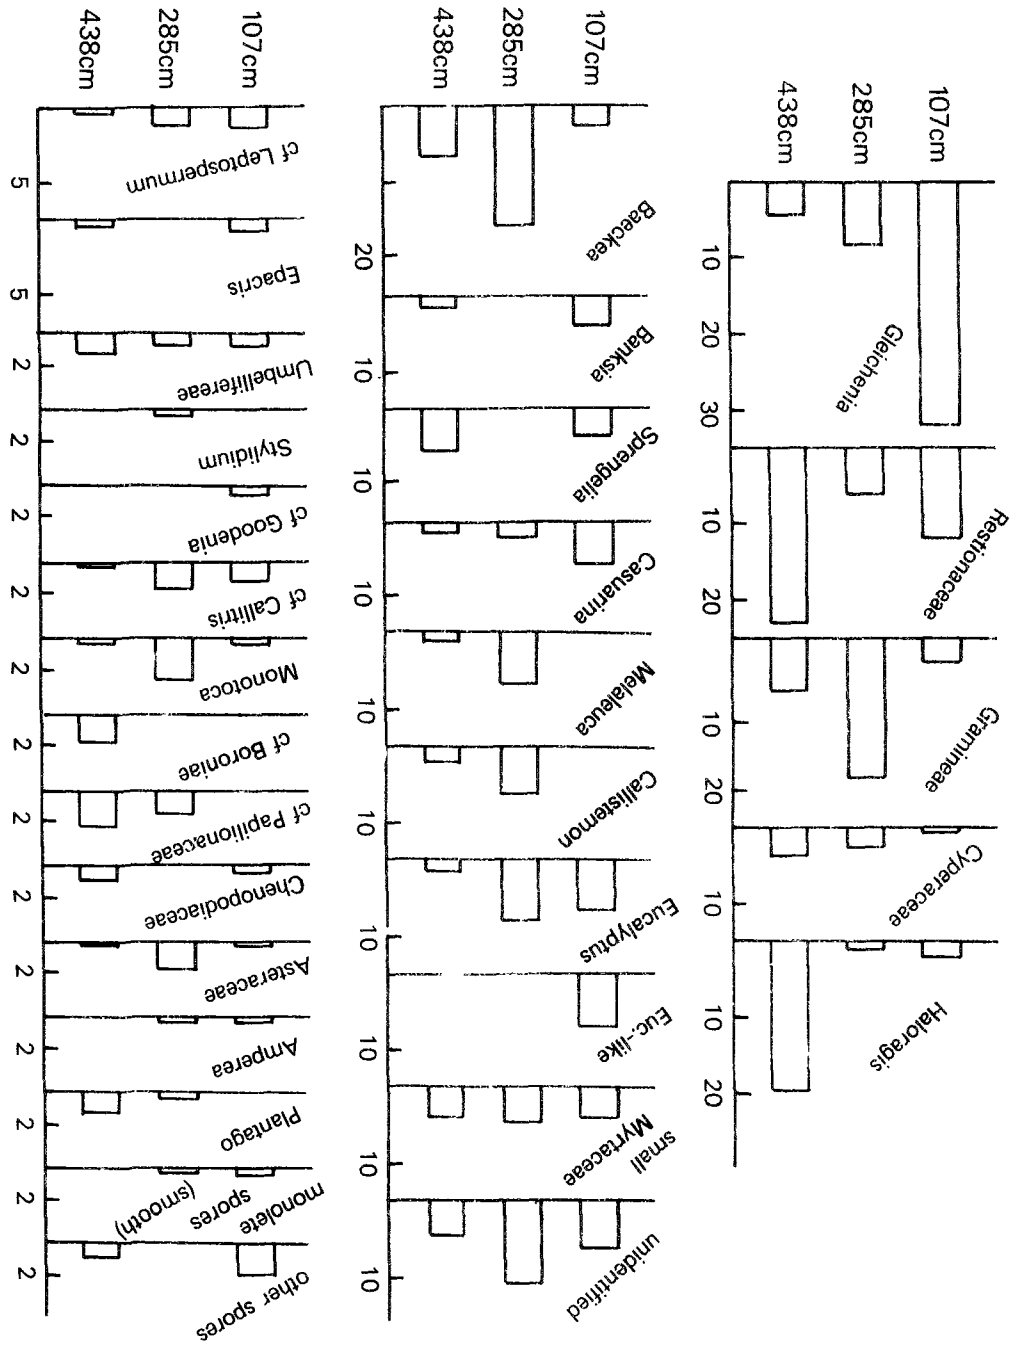 107cm
285cm
438cm
10
20
30
Gleichenia
10
20
Restionaceae
10
20
Gramineae
10
Cyperaceae
10
20
Haloragis
107cm
285cm
438cm
20
Baeckea
10
Banksia
10
Sprengelia
10
Casuarina
10
Melaleuca
10
Callistemon
10
Eucalyptus
10
Euc.-like
10
small
Myrtaceae
10
unidentified
107cm
285cm
438cm
5
cf Leptospermum
5
Epacris
2
Umbellifereae
2
Stylidium
2
cf Goodenia
2
cf Callitris
2
Monotoca
2
cf Boroniae
2
cf Papilionaceae
2
Chenopodiaceae
2
Asteraceae
2
Amperea
2
Plantago
2
monolete
spores
(smooth)
2
other spores